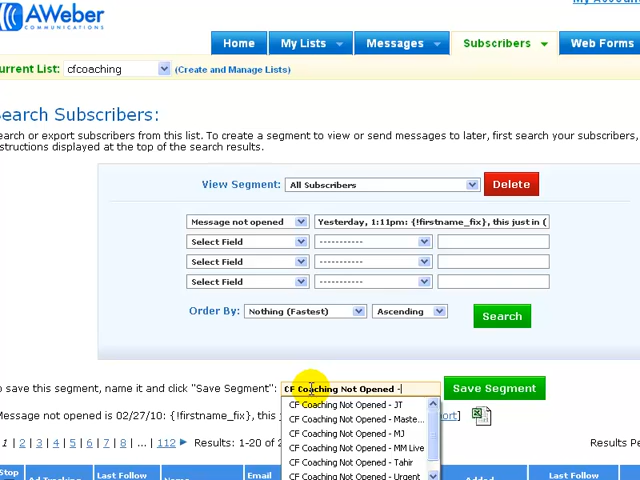 My Accou
AWeber
COMMUNICATIONS
Home My Lists Messages Subscribers Web Forms
urrent List: cfcoaching (Create and Manage Lists)
Search Subscribers:
earch or export subscribers from this list. To create a segment to view or send messages to later, first search your subscribers,
nstructions displayed at the top of the search results.
View Segment: All Subscribers Delete
Message not opened Yesterday, 1:11pm: {!firstname_fix}, this just in (
Select Field -----------
Select Field -----------
Select Field -----------
Order By: Nothing (Fastest) Ascending Search
o save this segment, name it and click "Save Segment": CF Coaching Not Opened - Save Segment
CF Coaching Not Opened - JT
Message not opened is 02/27/10: {!firstname_fix}, this j CF Coaching Not Opened - Maste... ort]
CF Coaching Not Opened - MJ
1 | 2 | 3 | 4 | 5 | 6 | 7 | 8 | ... 112 Results: 1-20 of 2 CF Coaching Not Opened - MM Live Results Pe
CF Coaching Not Opened - Tahir
CF Coaching Not Opened - Urgent
Stop Ad Tracking Last Follow Name Email Added Last Follow